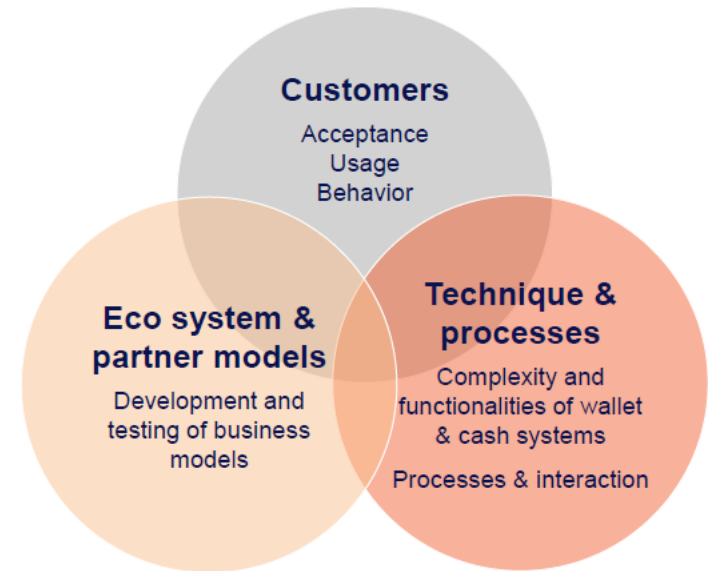 Customers
Acceptance
Usage
Behavior
Eco system &
partner models
Development and
testing of business
models
Technique &
processes
Complexity and
functionalities of wallet
& cash systems
Processes & interaction